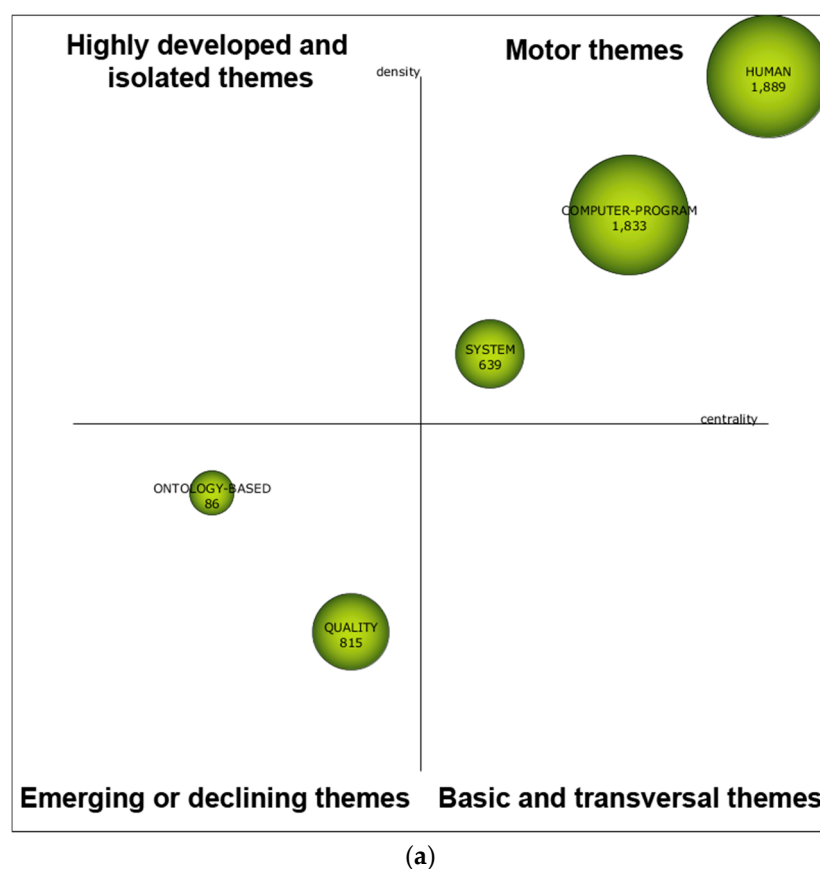 Highly developed and
isolated themes
Motor themes
density
HUMAN
1,889
COMPUTER-PROGRAM
1,833
SYSTEM
639
centrality
ONTOLOGY-BASED
86
QUALITY
815
Emerging or declining themes
Basic and transversal themes
(a)